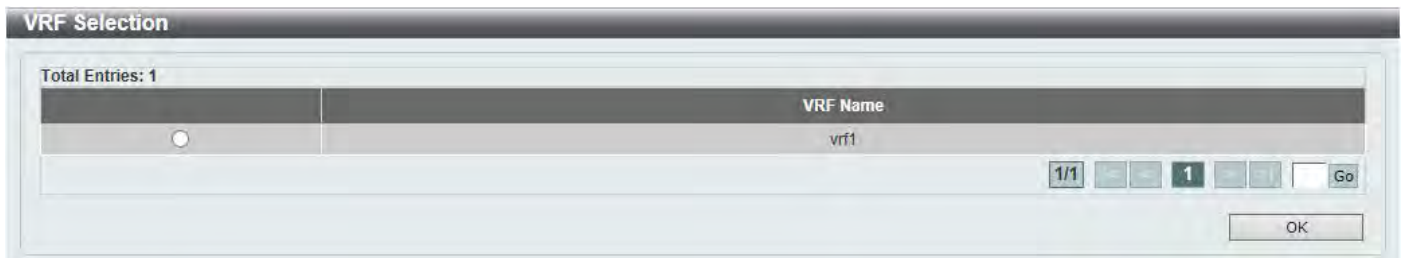 VRF Selection
Total Entries: 1
VRF Name
vrf1
1/1 |< < 1 > >| Go
OK